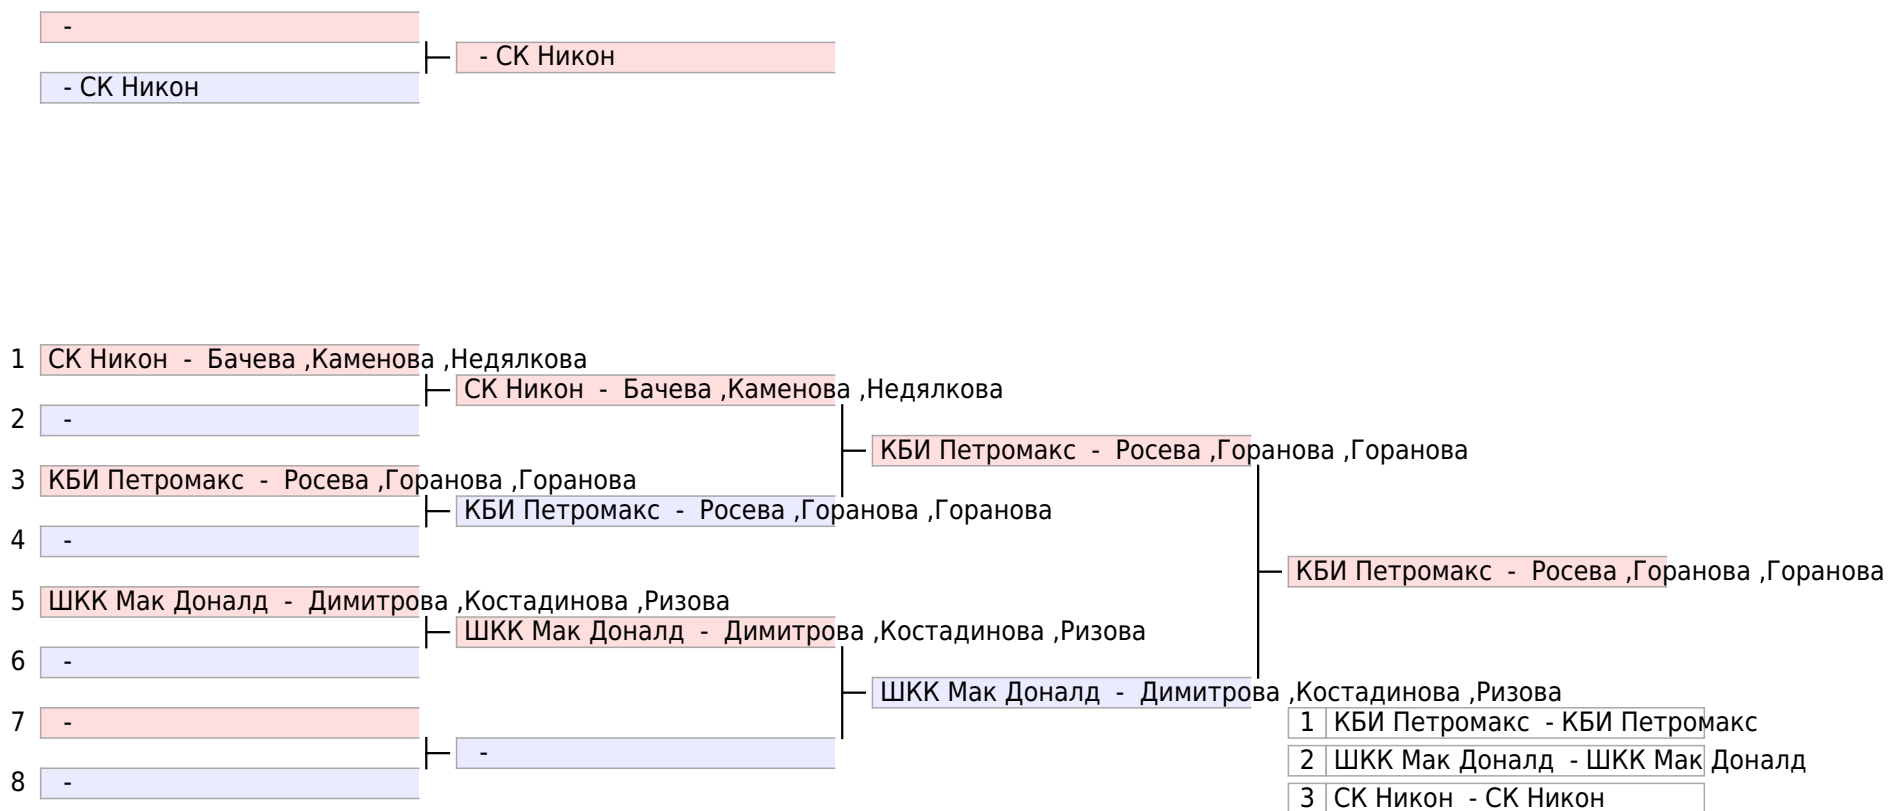 -
- СК Никон
- СК Никон
1 СК Никон - Бачева ,Каменова ,Недялкова
СК Никон - Бачева ,Каменова ,Недялкова
2 -
КБИ Петромакс - Росева ,Горанова ,Горанова
3 КБИ Петромакс - Росева ,Горанова ,Горанова
КБИ Петромакс - Росева ,Горанова ,Горанова
4 -
КБИ Петромакс - Росева ,Горанова ,Горанова
5 ШКК Мак Доналд - Димитрова ,Костадинова ,Ризова
ШКК Мак Доналд - Димитрова ,Костадинова ,Ризова
6 -
ШКК Мак Доналд - Димитрова ,Костадинова ,Ризова
7 -
1 КБИ Петромакс - КБИ Петромакс
-
2 ШКК Мак Доналд - ШКК Мак Доналд
8 -
3 СК Никон - СК Никон